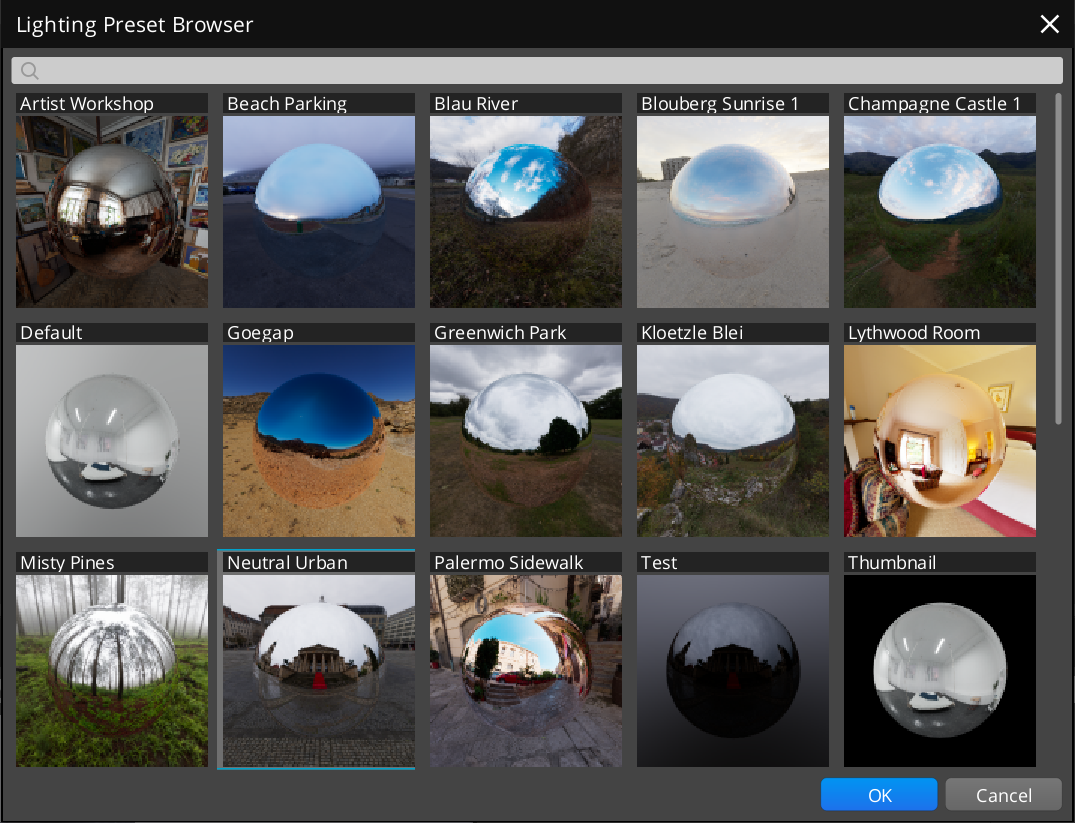 Lighting Preset Browser
Artist Workshop
Beach Parking
Blau River
Blouberg Sunrise 1
Champagne Castle 1
Default
Goegap
Greenwich Park
Kloetzle Blei
Lythwood Room
Misty Pines
Neutral Urban
Palermo Sidewalk
Test
Thumbnail
OK
Cancel